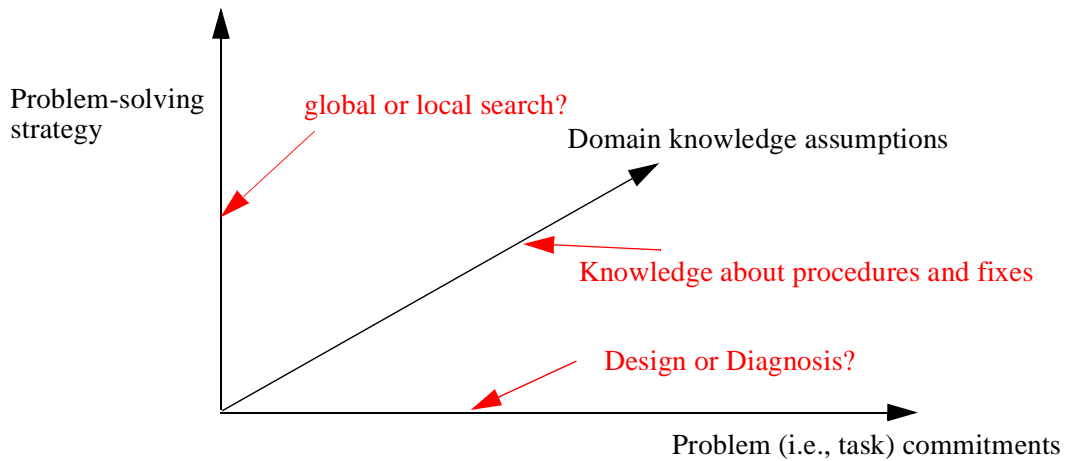 Problem-solving
strategy
global or local search?
Domain knowledge assumptions
Knowledge about procedures and fixes
Design or Diagnosis?
Problem (i.e., task) commitments